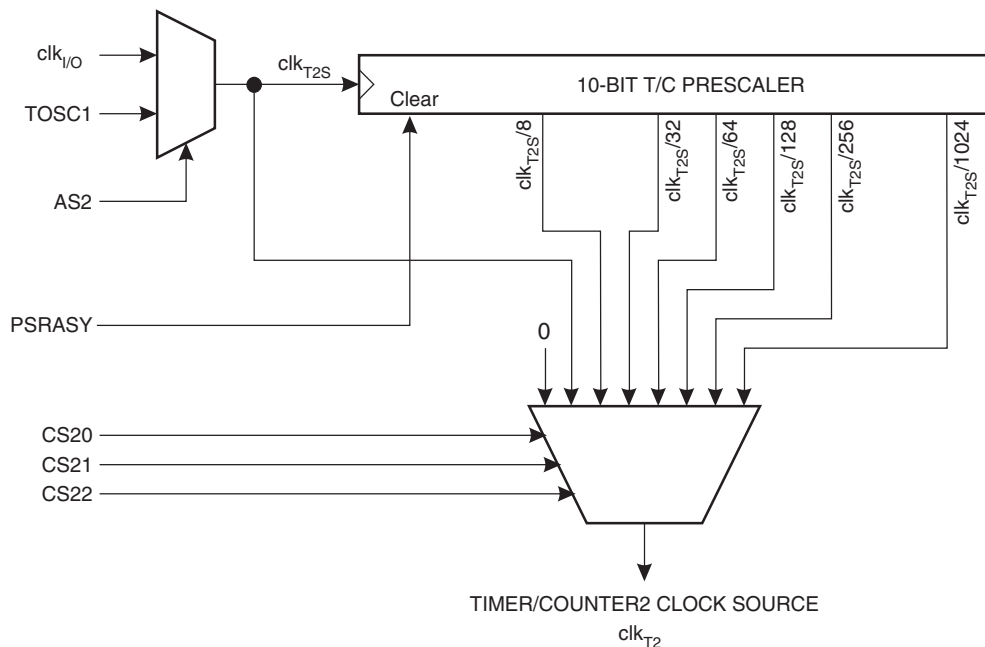 clkI/O
clkT2S
10-BIT T/C PRESCALER
TOSC1
Clear
clkT2S/8
clkT2S/32
clkT2S/64
clkT2S/128
clkT2S/256
clkT2S/1024
AS2
PSRASY
0
CS20
CS21
CS22
TIMER/COUNTER2 CLOCK SOURCE
clkT2